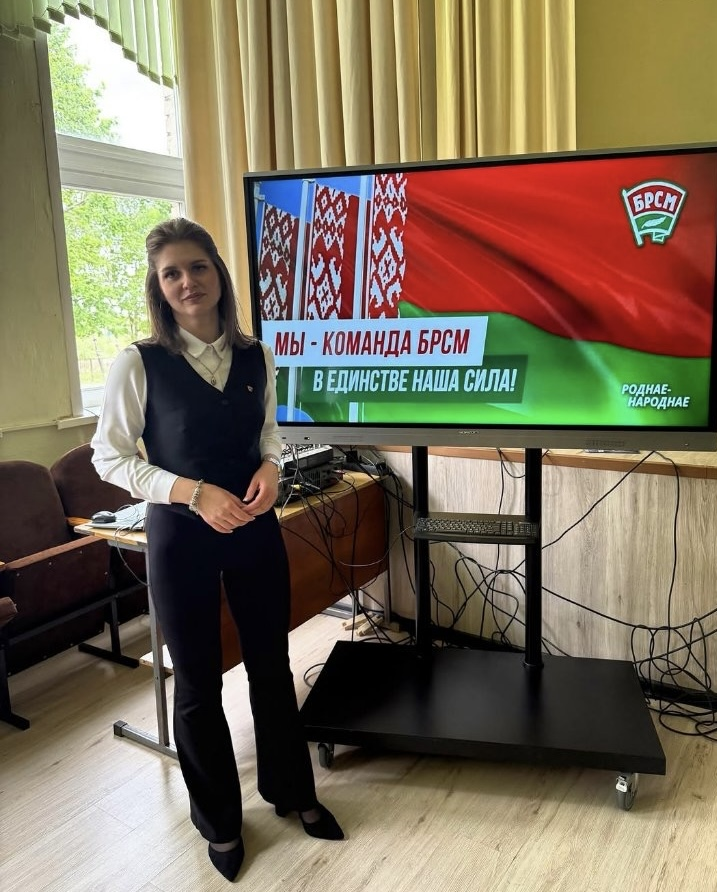 БРСМ
МЫ - КОМАНДА БРСМ
В ЕДИНСТВЕ НАША СИЛА!
РОДНАЕ-
НАРОДНАЕ